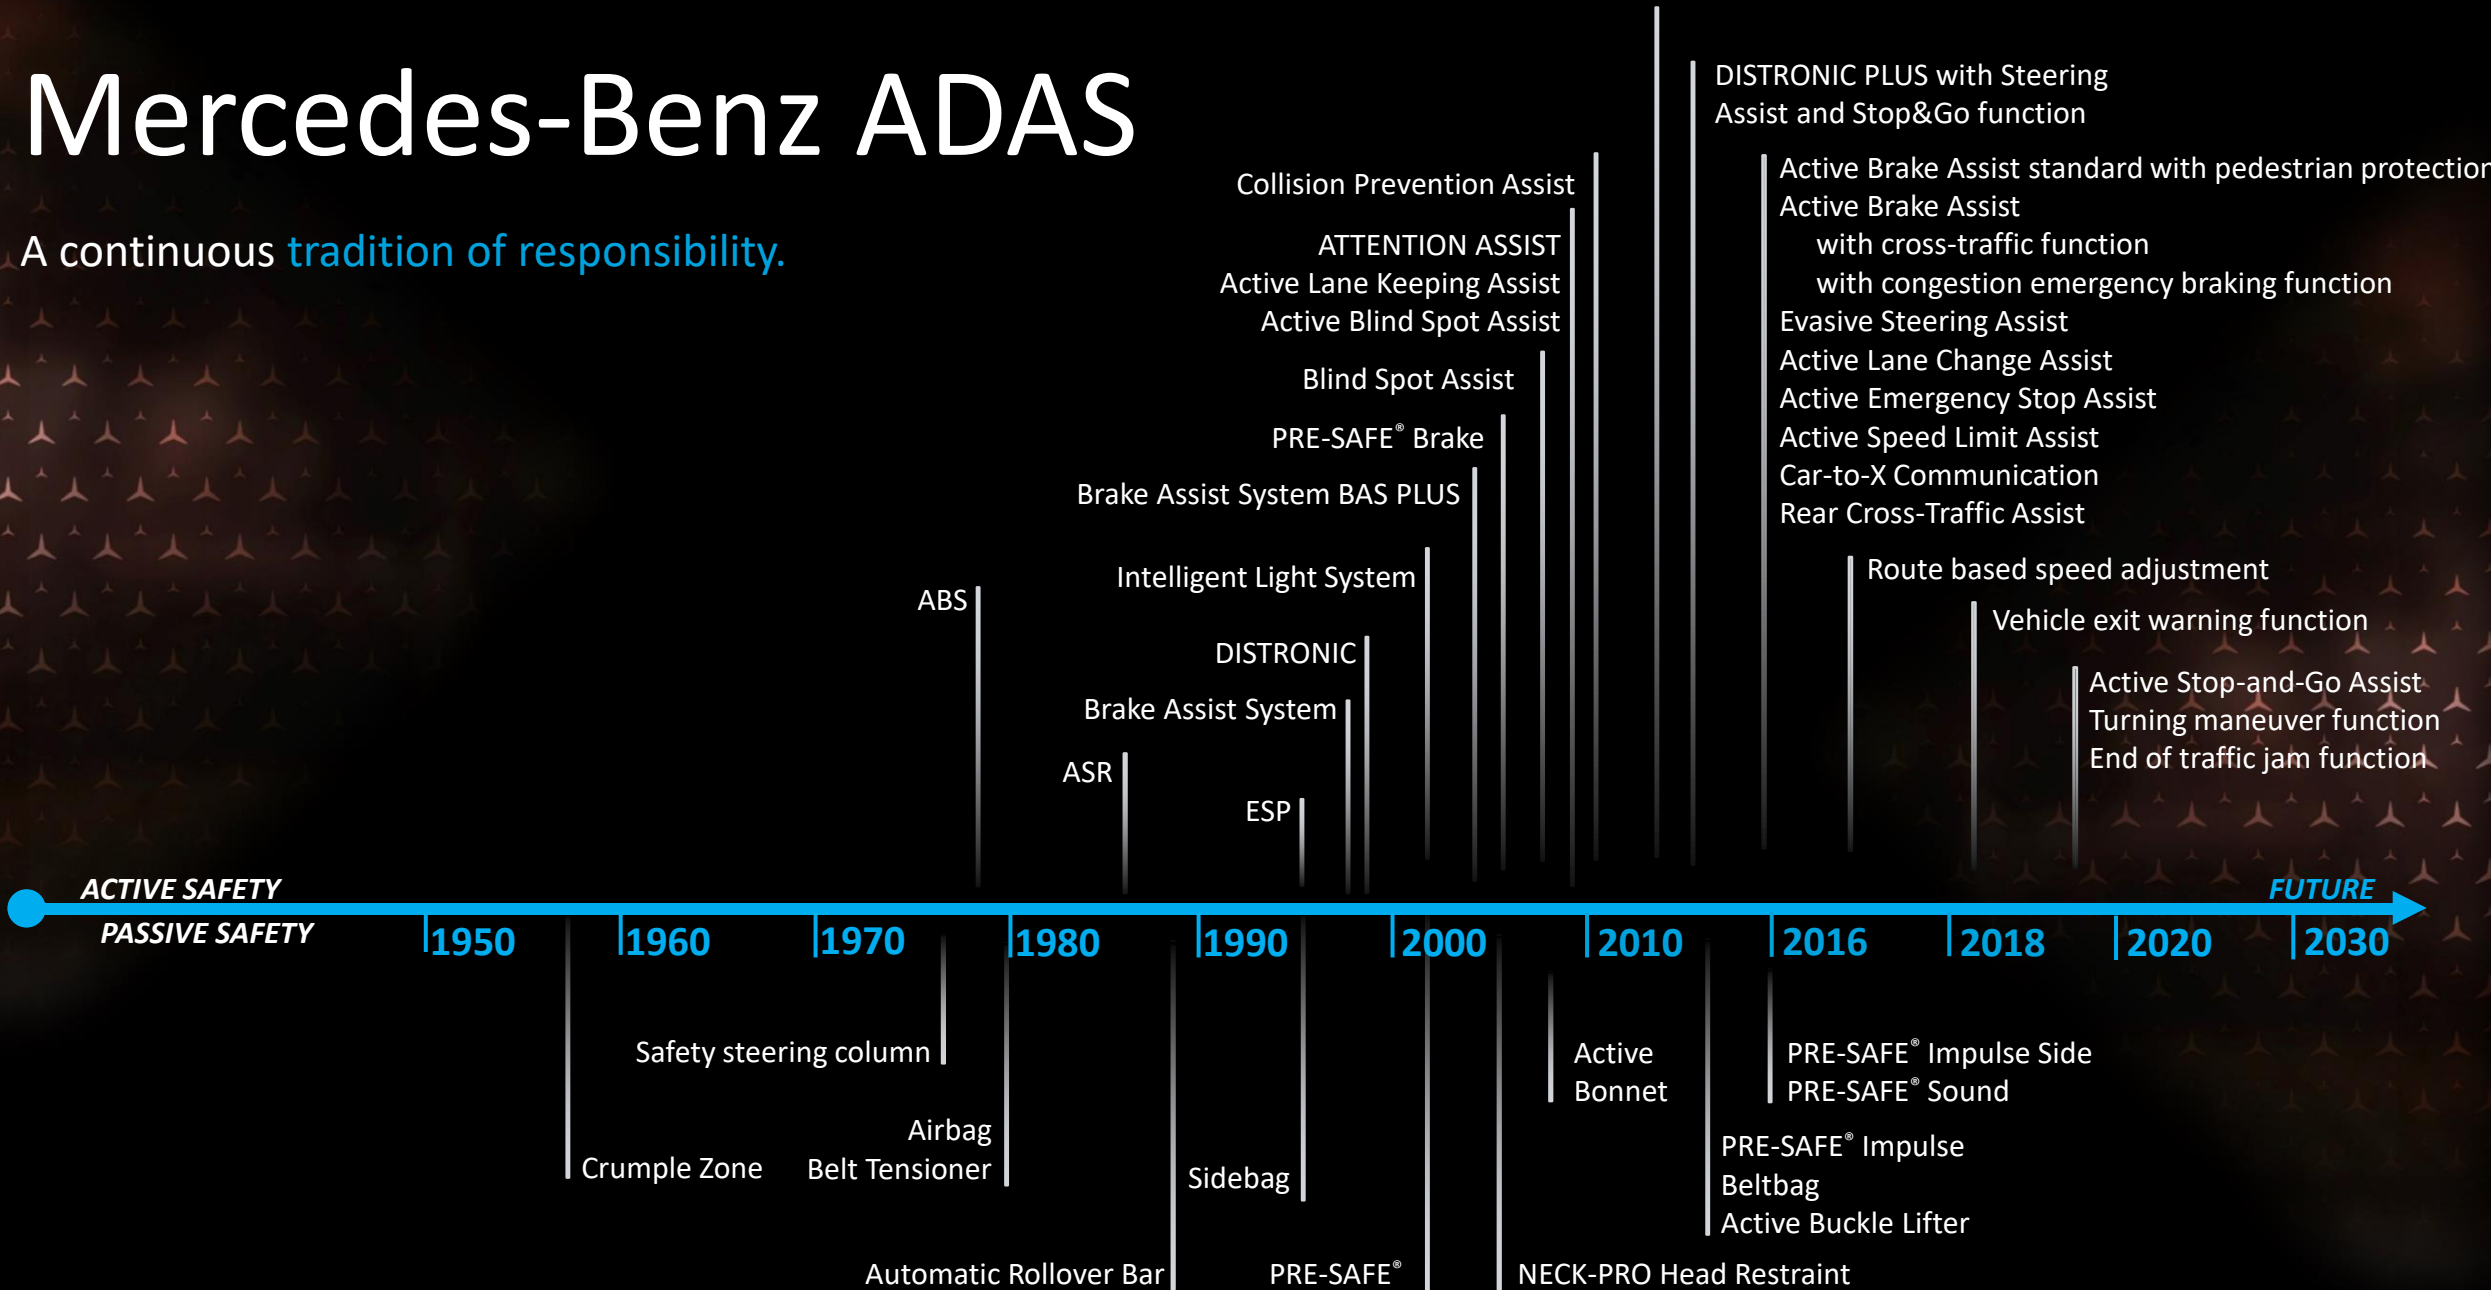 Mercedes-Benz ADAS
A continuous tradition of responsibility.
DISTRONIC PLUS with Steering
Assist and Stop&Go function
Collision Prevention Assist
ATTENTION ASSIST
Active Lane Keeping Assist
Active Blind Spot Assist
Blind Spot Assist
PRE-SAFE® Brake
Brake Assist System BAS PLUS
Intelligent Light System
DISTRONIC
Brake Assist System
ABS
ASR
ESP
Active Brake Assist standard with pedestrian protection
Active Brake Assist
with cross-traffic function
with congestion emergency braking function
Evasive Steering Assist
Active Lane Change Assist
Active Emergency Stop Assist
Active Speed Limit Assist
Car-to-X Communication
Rear Cross-Traffic Assist
Route based speed adjustment
Vehicle exit warning function
Active Stop-and-Go Assist
Turning maneuver function
End of traffic jam function
ACTIVE SAFETY
FUTURE
PASSIVE SAFETY
1950 1960 1970 1980 1990 2000 2010 2016 2018 2020 2030
Crumple Zone
Safety steering column
Airbag
Belt Tensioner
Automatic Rollover Bar
Sidebag
PRE-SAFE®
NECK-PRO Head Restraint
Active
Bonnet
PRE-SAFE® Impulse
Beltbag
Active Buckle Lifter
PRE-SAFE® Impulse Side
PRE-SAFE® Sound